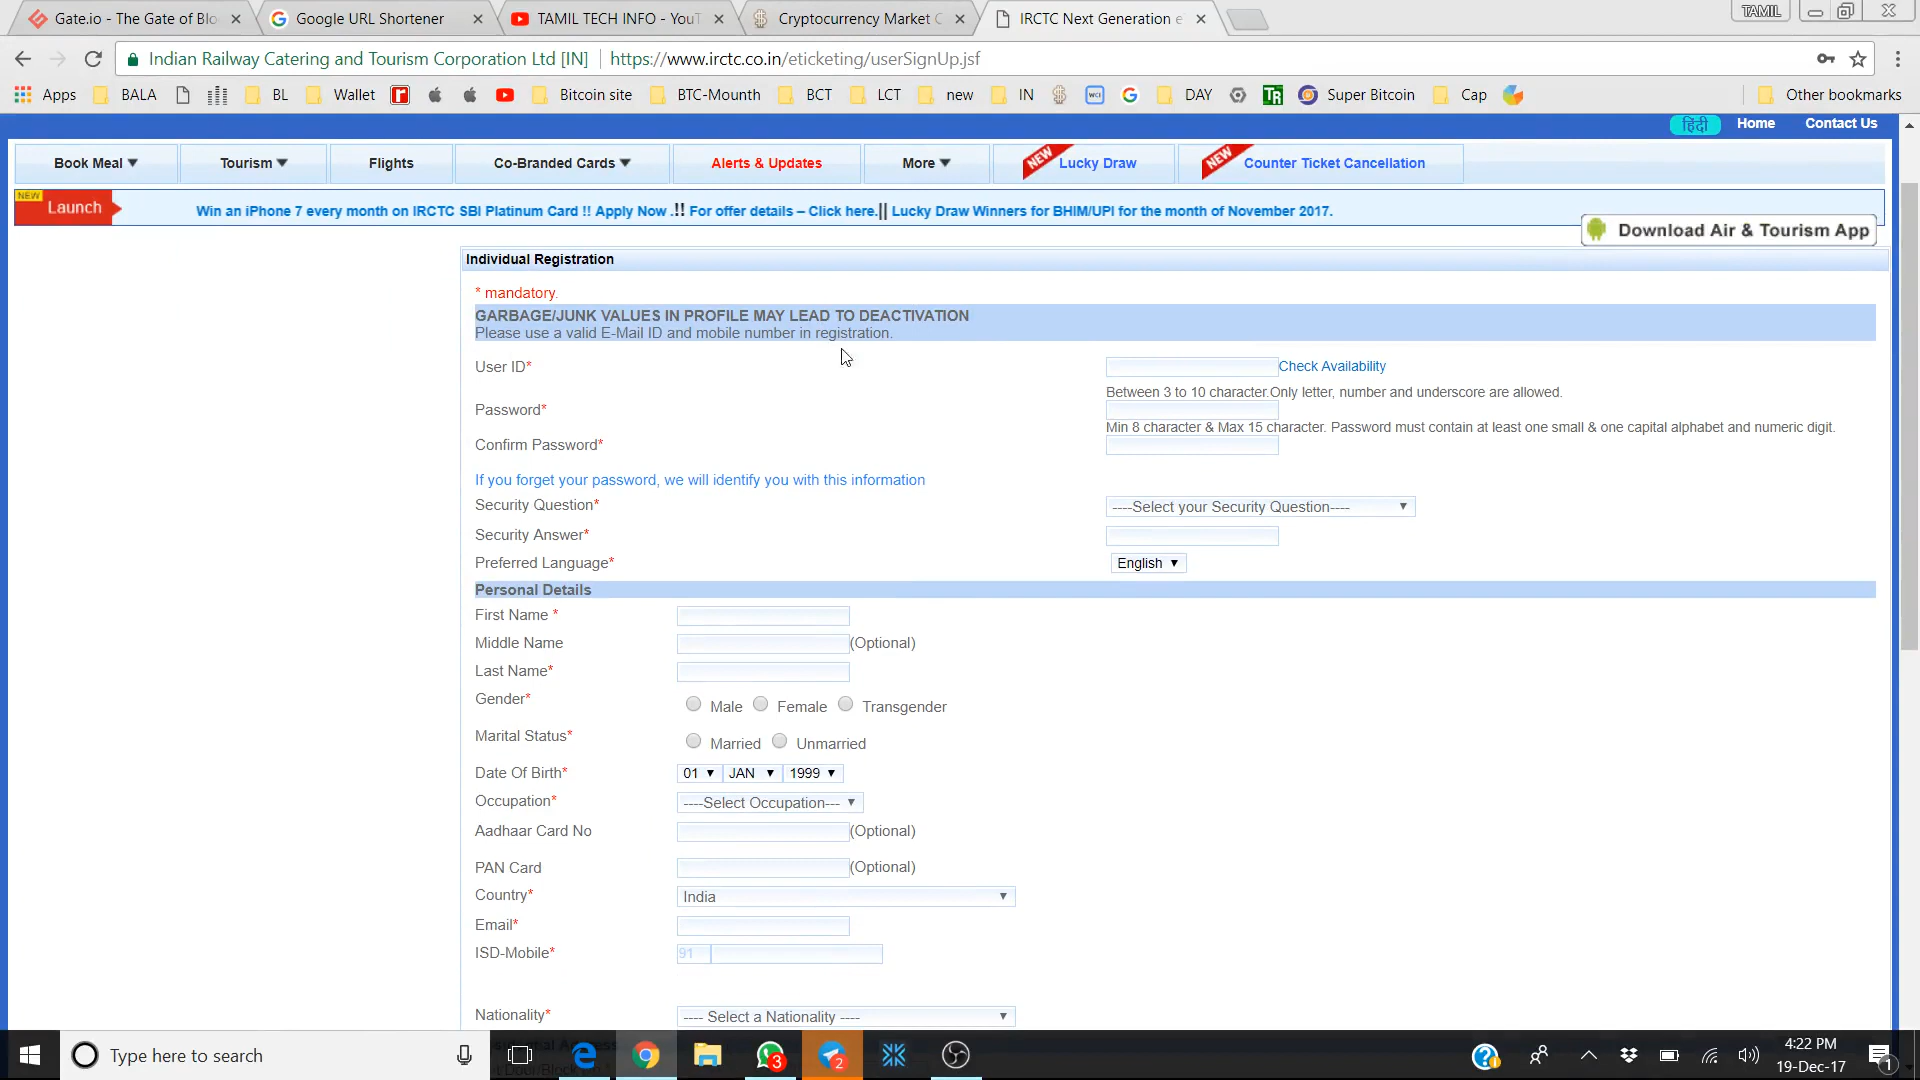 Gate.io - The Gate of Blo
Google URL Shortener
TAMIL TECH INFO - YouT
Cryptocurrency Market C
IRCTC Next Generation e
TAMIL
Indian Railway Catering and Tourism Corporation Ltd [IN]
https://www.irctc.co.in/eticketing/userSignUp.jsf
Apps
BALA
BL
Wallet
Bitcoin site
BTC-Mounth
BCT
LCT
new
IN
WCI
DAY
TR
Super Bitcoin
Cap
Other bookmarks
हिंदी
Home
Contact Us
Book Meal
Tourism
Flights
Co-Branded Cards
Alerts & Updates
More
NEW
Lucky Draw
NEW
Counter Ticket Cancellation
NEW
Launch
Win an iPhone 7 every month on IRCTC SBI Platinum Card !! Apply Now .!! For offer details – Click here.|| Lucky Draw Winners for BHIM/UPI for the month of November 2017.
Download Air & Tourism App
Individual Registration
* mandatory.
GARBAGE/JUNK VALUES IN PROFILE MAY LEAD TO DEACTIVATION
Please use a valid E-Mail ID and mobile number in registration.
User ID*
Check Availability
Between 3 to 10 character.Only letter, number and underscore are allowed.
Password*
Min 8 character & Max 15 character. Password must contain at least one small & one capital alphabet and numeric digit.
Confirm Password*
If you forget your password, we will identify you with this information
Security Question*
----Select your Security Question----
Security Answer*
Preferred Language*
English
Personal Details
First Name *
Middle Name
(Optional)
Last Name*
Gender*
Male Female Transgender
Marital Status*
Married Unmarried
Date Of Birth*
01 JAN 1999
Occupation*
----Select Occupation---
Aadhaar Card No
(Optional)
PAN Card
(Optional)
Country*
India
Email*
ISD-Mobile*
91
Nationality*
---- Select a Nationality ----
Type here to search
3
2
4:22 PM
19-Dec-17
1